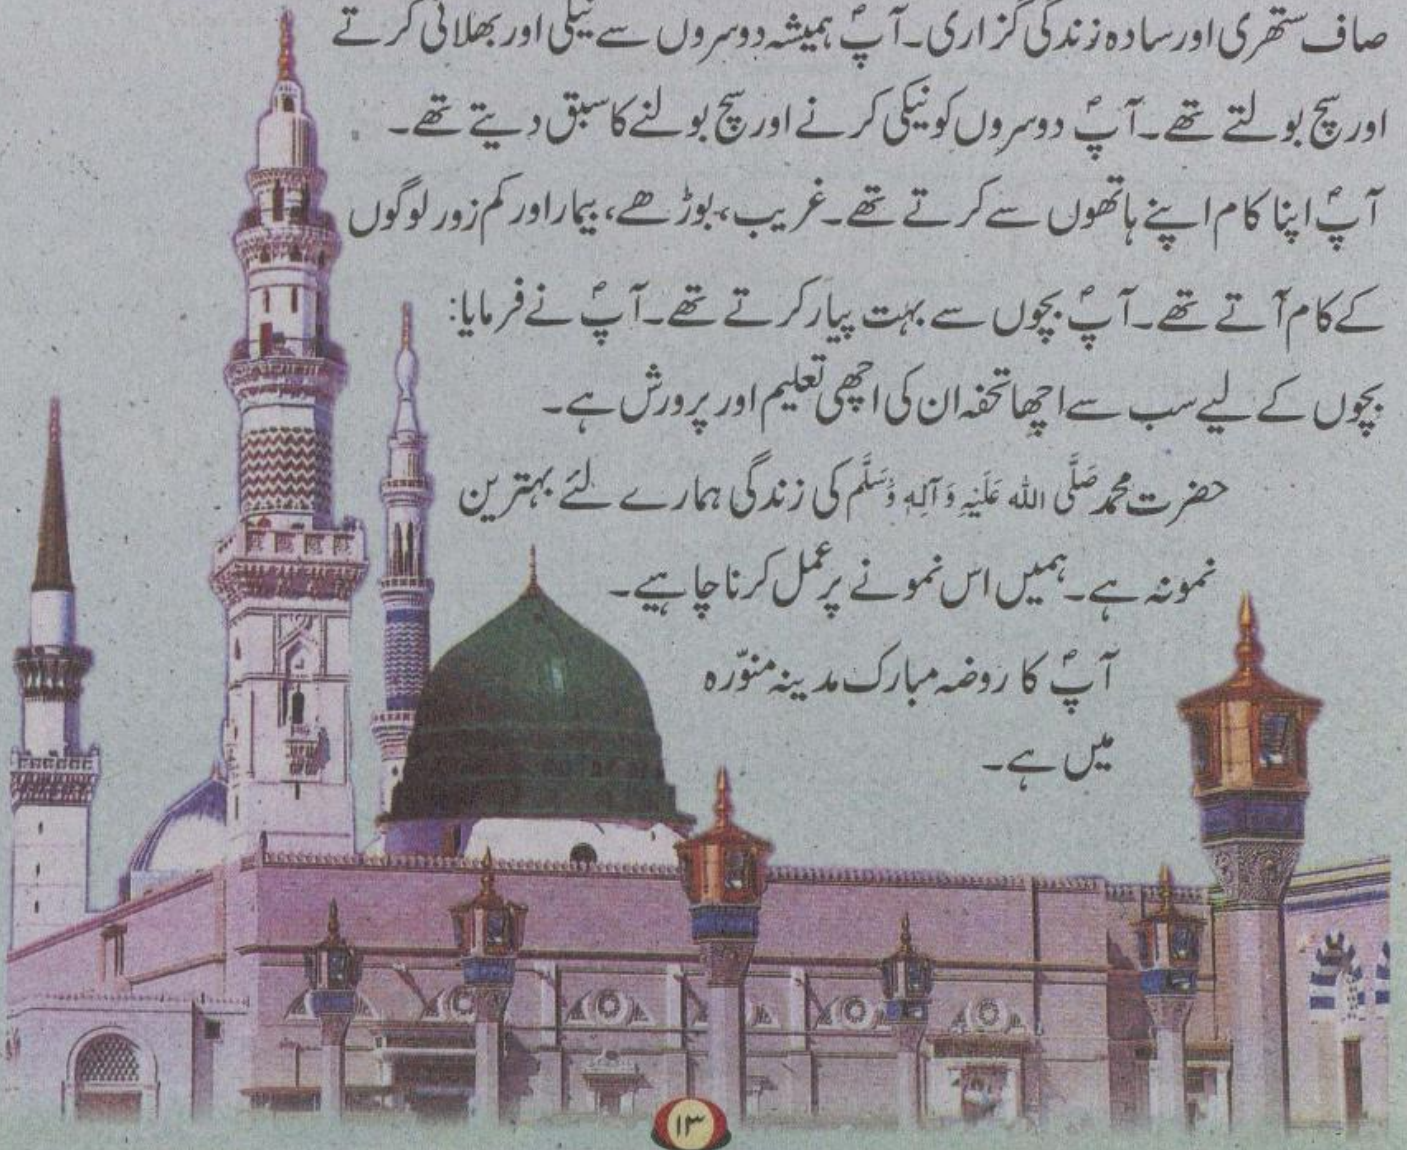 صاف ستھری اور سادہ زندگی گزاری۔ آپؐ ہمیشہ دوسروں سے نیکی اور بھلائی کرتے
اور سچ بولتے تھے۔ آپؐ دوسروں کو نیکی کرنے اور سچ بولنے کا سبق دیتے تھے۔
آپؐ اپنا کام اپنے ہاتھوں سے کرتے تھے۔ غریب، بوڑھے، بیمار اور کم زور لوگوں
کے کام آتے تھے۔ آپؐ بچوں سے بہت پیار کرتے تھے۔ آپؐ نے فرمایا:
بچوں کے لیے سب سے اچھا تحفہ ان کی اچھی تعلیم اور پرورش ہے۔
حضرت محمد صَلَّی اللہ عَلَیْہِ وَآلِہٖ وَسَلَّم کی زندگی ہمارے لئے بہترین
نمونہ ہے۔ ہمیں اس نمونے پر عمل کرنا چاہیے۔
آپؐ کا روضہ مبارک مدینہ منوّرہ
میں ہے۔
۱۳